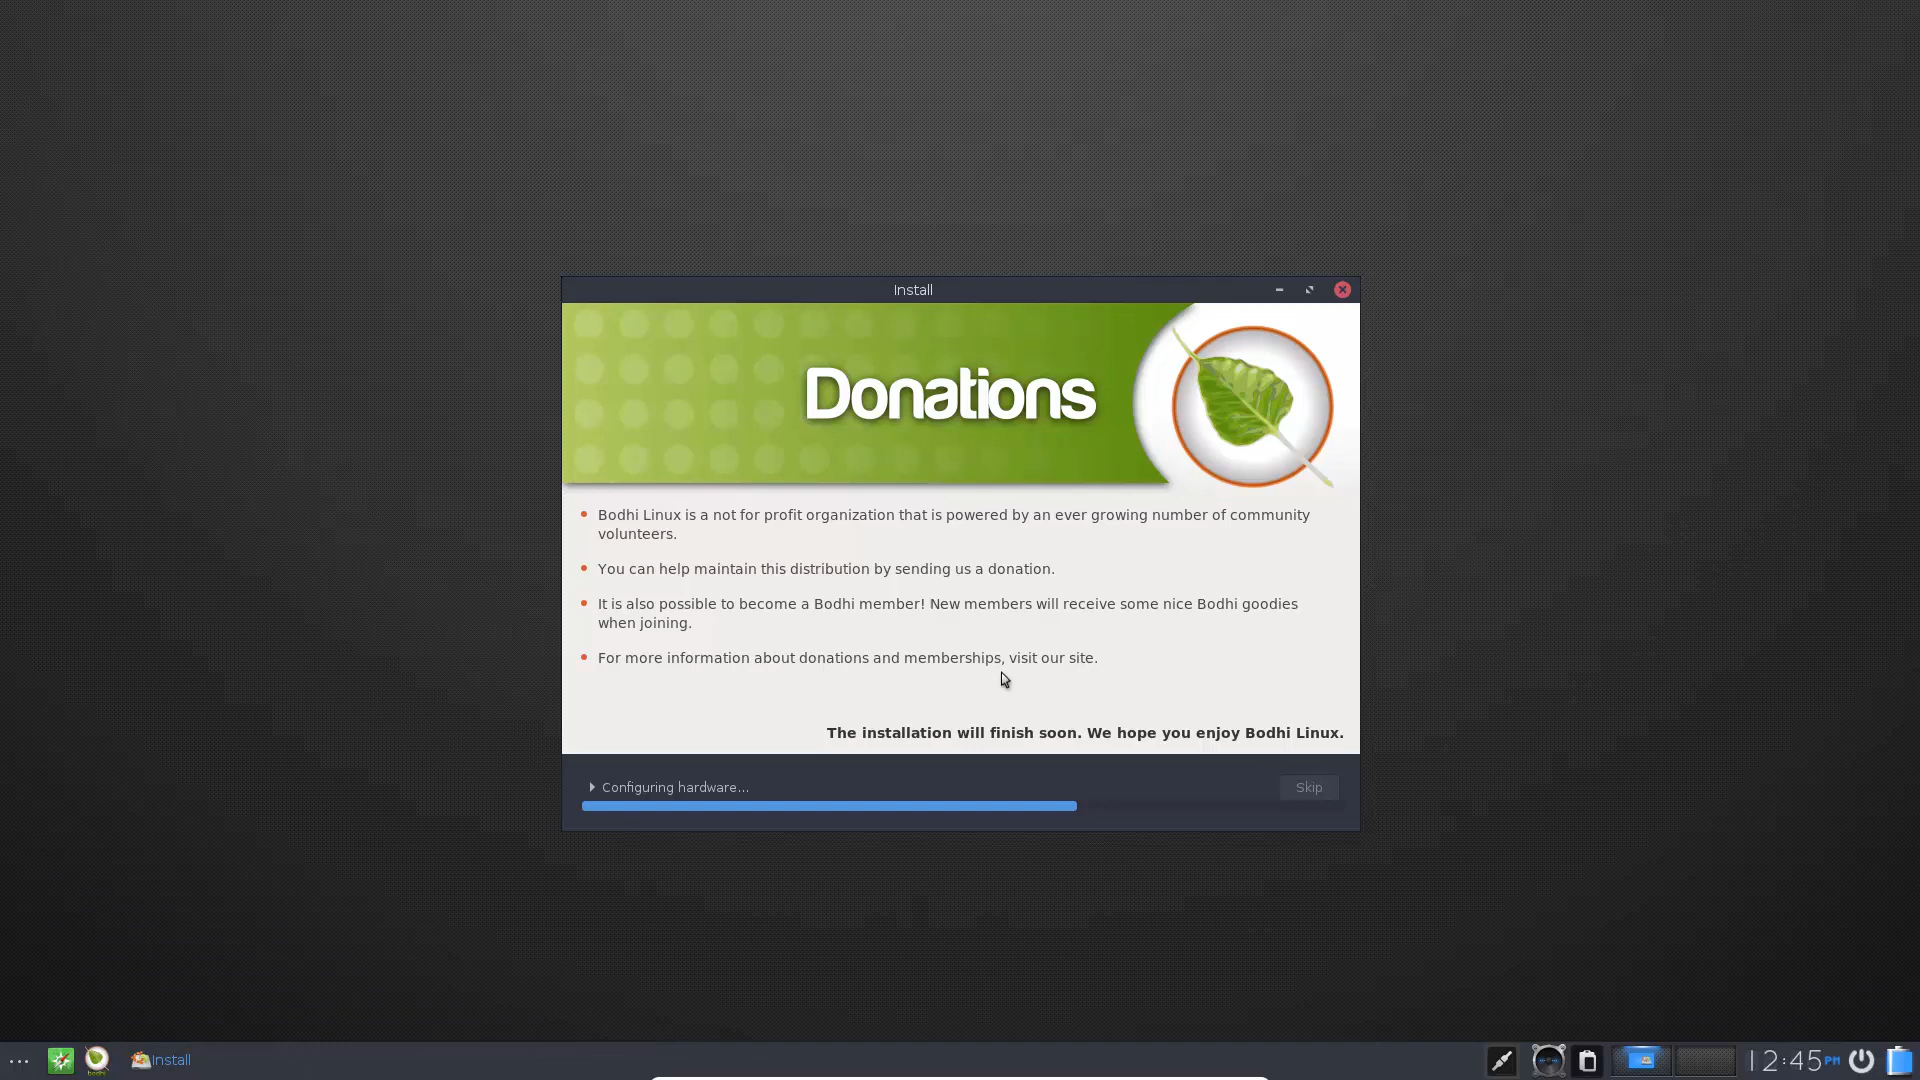 Install
Donations
Bodhi Linux is a not for profit organization that is powered by an ever growing number of community
volunteers.
You can help maintain this distribution by sending us a donation.
It is also possible to become a Bodhi member! New members will receive some nice Bodhi goodies
when joining.
For more information about donations and memberships, visit our site.
The installation will finish soon. We hope you enjoy Bodhi Linux.
Configuring hardware...
Skip
bodhi
Install
12:45PM